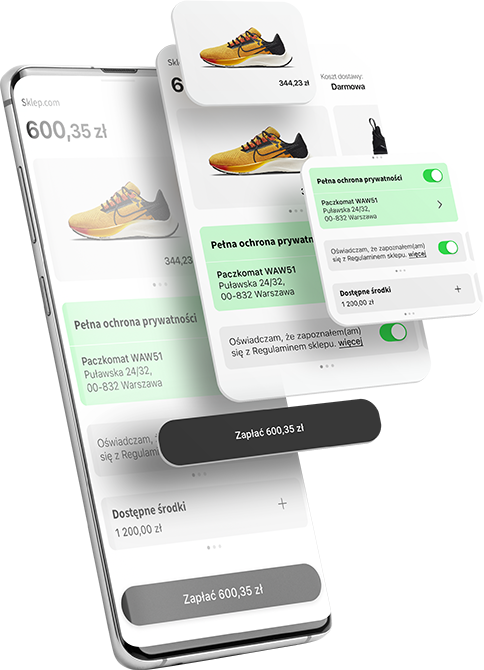 344,23 zł
Skl
6
Koszt dostawy:
Darmowa
Sklep.com
600,35 zł
Pełna ochrona prywatności
Paczkomat WAW51
Puławska 24/32,
00-832 Warszawa
Oświadczam, że zapoznałem(am)
się z Regulaminem sklepu. więcej
Dostępne środki
1 200,00 zł
Pełna ochrona prywatn
Paczkomat WAW51
Puławska 24/32,
00-832 Warszawa
Oświadczam, że zapoznałem(am)
się z Regulaminem sklepu. więcej
344,23
Pełna ochrona prywatności
Paczkomat WAW51
Puławska 24/32,
00-832 Warszawa
Oświadczam,
się z Regulamin
Zapłać 600,35 zł
Dostępne środki
1 200,00 zł
Zapłać 600,35 zł